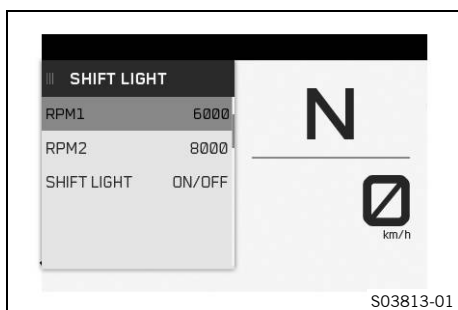 SHIFT LIGHT
RPM1 6000
RPM2 8000
SHIFT LIGHT ON/OFF
N
0
km/h
S03813-01